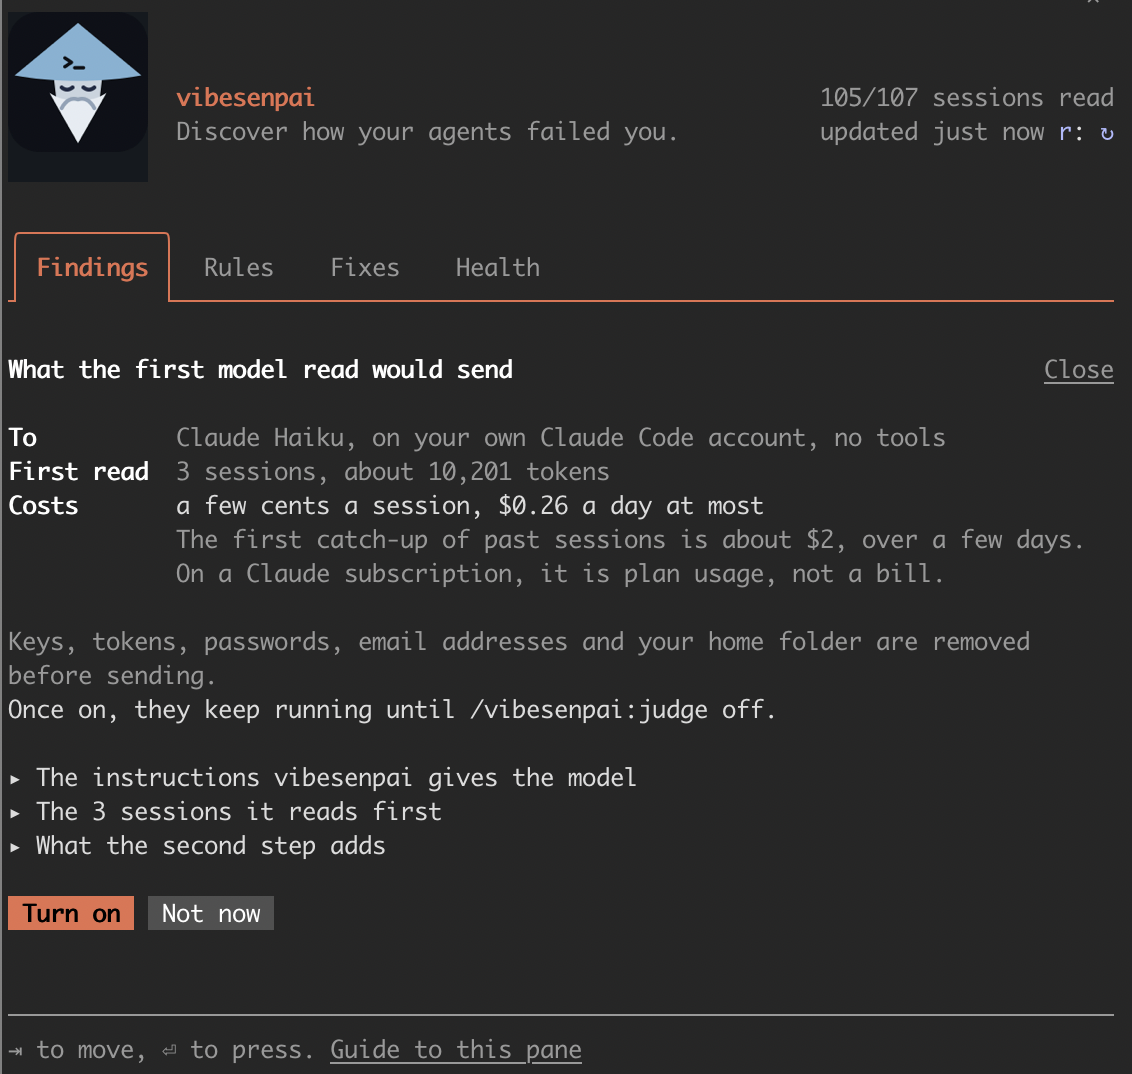 >_
vibesenpai
105/107 sessions read
Discover how your agents failed you.
updated just now r: ↻
Findings Rules Fixes Health
What the first model read would send
Close
To Claude Haiku, on your own Claude Code account, no tools
First read 3 sessions, about 10,201 tokens
Costs a few cents a session, $0.26 a day at most
The first catch-up of past sessions is about $2, over a few days.
On a Claude subscription, it is plan usage, not a bill.
Keys, tokens, passwords, email addresses and your home folder are removed
before sending.
Once on, they keep running until /vibesenpai:judge off.
▸ The instructions vibesenpai gives the model
▸ The 3 sessions it reads first
▸ What the second step adds
Turn on Not now
⇥ to move, ⏎ to press. Guide to this pane